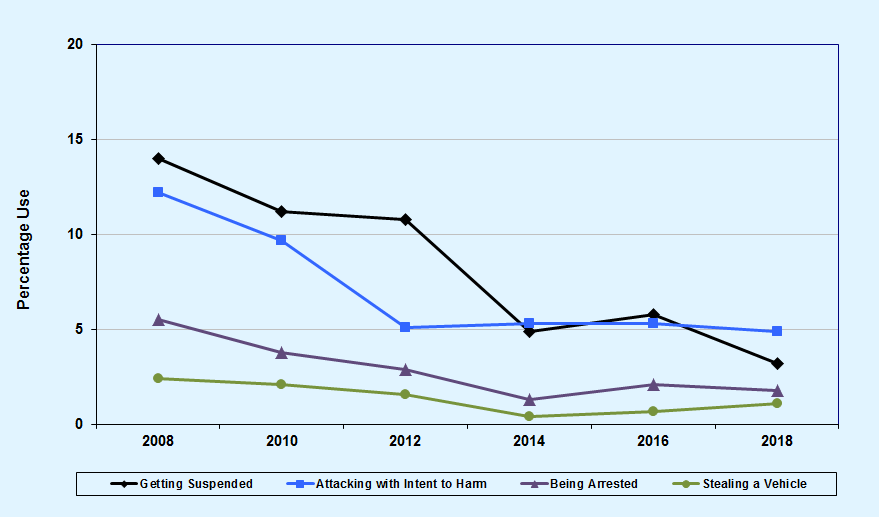 20
15
10
5
0
Percentage Use
2008 2010 2012 2014 2016 2018
Getting Suspended Attacking with Intent to Harm Being Arrested Stealing a Vehicle